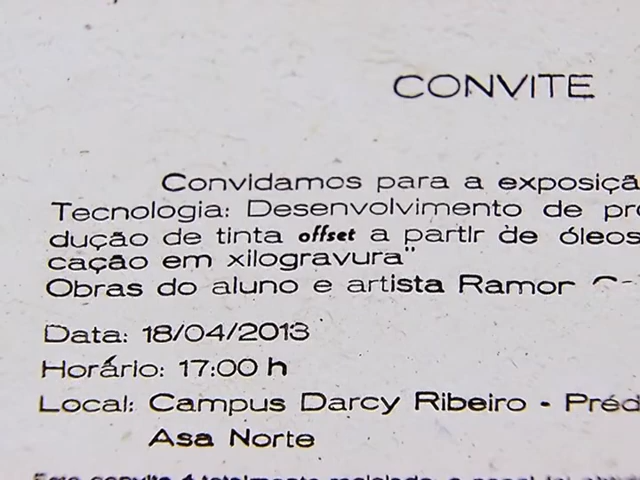 CONVITE
Convidamos para a exposiçã
Tecnologia: Desenvolvimento de pr
dução de tinta offset a partir de óleos
cação em xilogravura"
Obras do aluno e artista Ramon
Data: 18/04/2013
Horário: 17:00 h
Local: Campus Darcy Ribeiro - Préd
Asa Norte